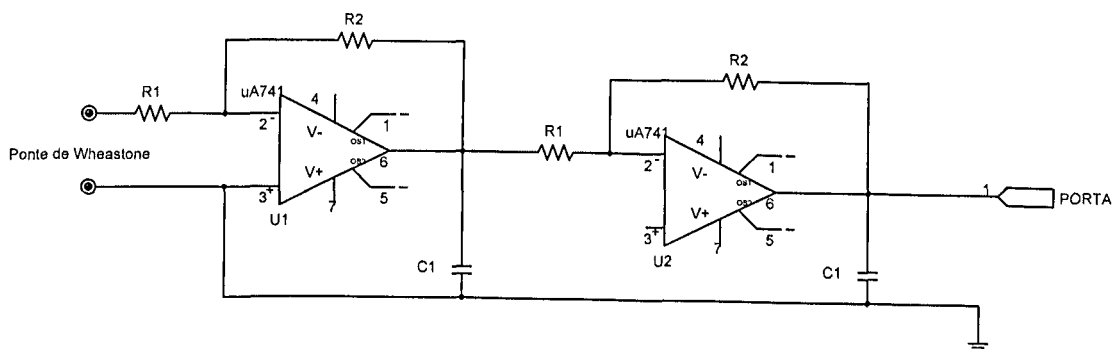 R2
R1
uA741
4
2
-
V-
OS1
1
Ponte de Wheastone
6
V+
OS2
3
+
7
5
U1
C1
R2
R1
uA741
4
2
-
V-
OS1
1
6
V+
OS2
3
+
7
5
U2
C1
1
PORTA